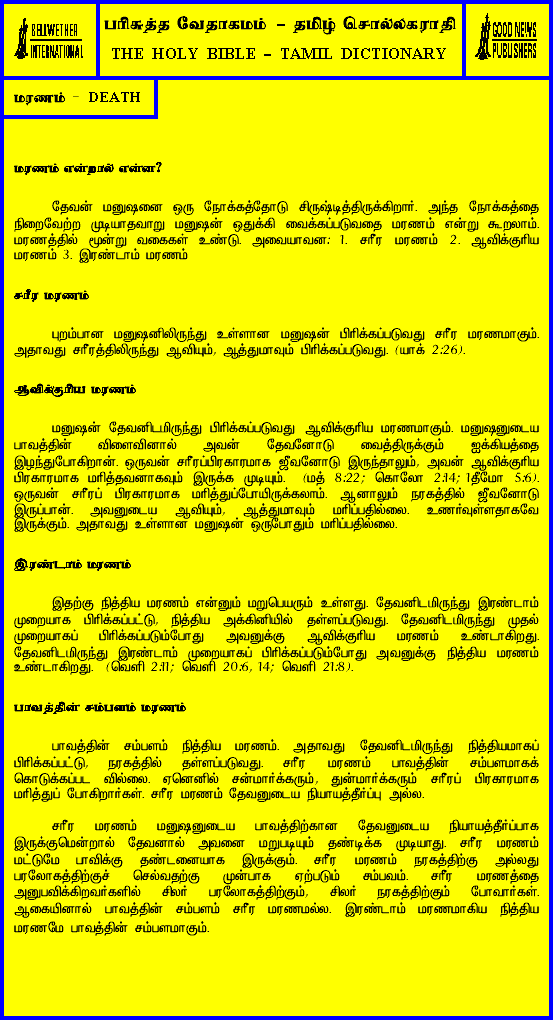 BELLWETHER
INTERNATIONAL
பரிசுத்த வேதாகமம் - தமிழ் சொல்லகராதி
THE HOLY BIBLE - TAMIL DICTIONARY
GOOD NEWS
PUBLISHERS
மரணம் - DEATH
மரணம் என்றால் என்ன?
தேவன் மனுஷனை ஒரு நோக்கத்தோடு சிருஷ்டித்திருக்கிறார். அந்த நோக்கத்தை
நிறைவேற்ற முடியாதவாறு மனுஷன் ஒதுக்கி வைக்கப்படுவதை மரணம் என்று கூறலாம்.
மரணத்தில் மூன்று வகைகள் உண்டு. அவையாவன: 1. சரீர மரணம் 2. ஆவிக்குரிய
மரணம் 3. இரண்டாம் மரணம்
சரீர மரணம்
புறம்பான மனுஷனிலிருந்து உள்ளான மனுஷன் பிரிக்கப்படுவது சரீர மரணமாகும்.
அதாவது சரீரத்திலிருந்து ஆவியும், ஆத்துமாவும் பிரிக்கப்படுவது. (யாக் 2:26).
ஆவிக்குரிய மரணம்
மனுஷன் தேவனிடமிருந்து பிரிக்கப்படுவது ஆவிக்குரிய மரணமாகும். மனுஷனுடைய
பாவத்தின் விளைவினால் அவன் தேவனோடு வைத்திருக்கும் ஐக்கியத்தை
இழந்துபோகிறான். ஒருவன் சரீரப்பிரகாரமாக ஜீவனோடு இருந்தாலும், அவன் ஆவிக்குரிய
பிரகாரமாக மரித்தவனாகவும் இருக்க முடியும். (மத் 8:22; கொலோ 2:14; 1தீமோ 5:6).
ஒருவன் சரீரப் பிரகாரமாக மரித்துப்போயிருக்கலாம். ஆனாலும் நரகத்தில் ஜீவனோடு
இருப்பான். அவனுடைய ஆவியும், ஆத்துமாவும் மரிப்பதில்லை. உணர்வுள்ளதாகவே
இருக்கும். அதாவது உள்ளான மனுஷன் ஒருபோதும் மரிப்பதில்லை.
இரண்டாம் மரணம்
இதற்கு நித்திய மரணம் என்னும் மறுபெயரும் உள்ளது. தேவனிடமிருந்து இரண்டாம்
முறையாக பிரிக்கப்பட்டு, நித்திய அக்கினியில் தள்ளப்படுவது. தேவனிடமிருந்து முதல்
முறையாகப் பிரிக்கப்படும்போது அவனுக்கு ஆவிக்குரிய மரணம் உண்டாகிறது.
தேவனிடமிருந்து இரண்டாம் முறையாகப் பிரிக்கப்படும்போது அவனுக்கு நித்திய மரணம்
உண்டாகிறது. (வெளி 2:11; வெளி 20:6, 14; வெளி 21:8).
பாவத்தின் சம்பளம் மரணம்
பாவத்தின் சம்பளம் நித்திய மரணம். அதாவது தேவனிடமிருந்து நித்தியமாகப்
பிரிக்கப்பட்டு, நரகத்தில் தள்ளப்படுவது. சரீர மரணம் பாவத்தின் சம்பளமாகக்
கொடுக்கப்பட வில்லை. ஏனெனில் சன்மார்க்கரும், துன்மார்க்கரும் சரீரப் பிரகாரமாக
மரித்துப் போகிறார்கள். சரீர மரணம் தேவனுடைய நியாயத்தீர்ப்பு அல்ல.
சரீர மரணம் மனுஷனுடைய பாவத்திற்கான தேவனுடைய நியாயத்தீர்ப்பாக
இருக்குமென்றால் தேவனால் அவனை மறுபடியும் தண்டிக்க முடியாது. சரீர மரணம்
மட்டுமே பாவிக்கு தண்டனையாக இருக்கும். சரீர மரணம் நரகத்திற்கு அல்லது
பரலோகத்திற்குச் செல்வதற்கு முன்பாக ஏற்படும் சம்பவம். சரீர மரணத்தை
அனுபவிக்கிறவர்களில் சிலர் பரலோகத்திற்கும், சிலர் நரகத்திற்கும் போவார்கள்.
ஆகையினால் பாவத்தின் சம்பளம் சரீர மரணமல்ல. இரண்டாம் மரணமாகிய நித்திய
மரணமே பாவத்தின் சம்பளமாகும்.